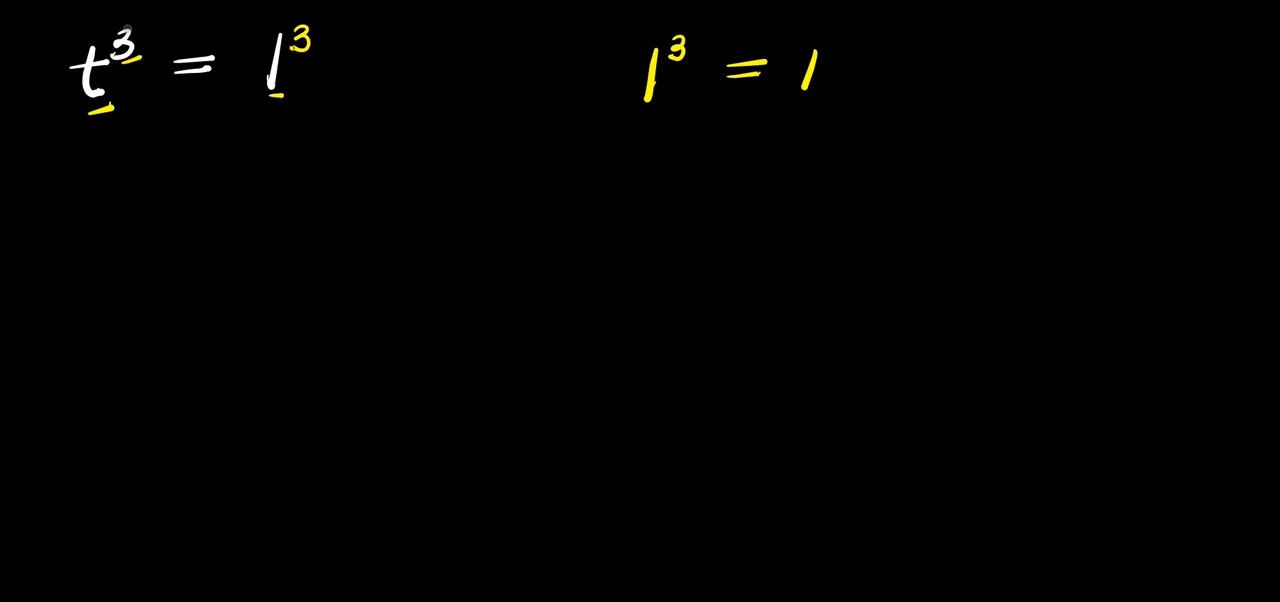 t³ = 1³ 1³ = 1